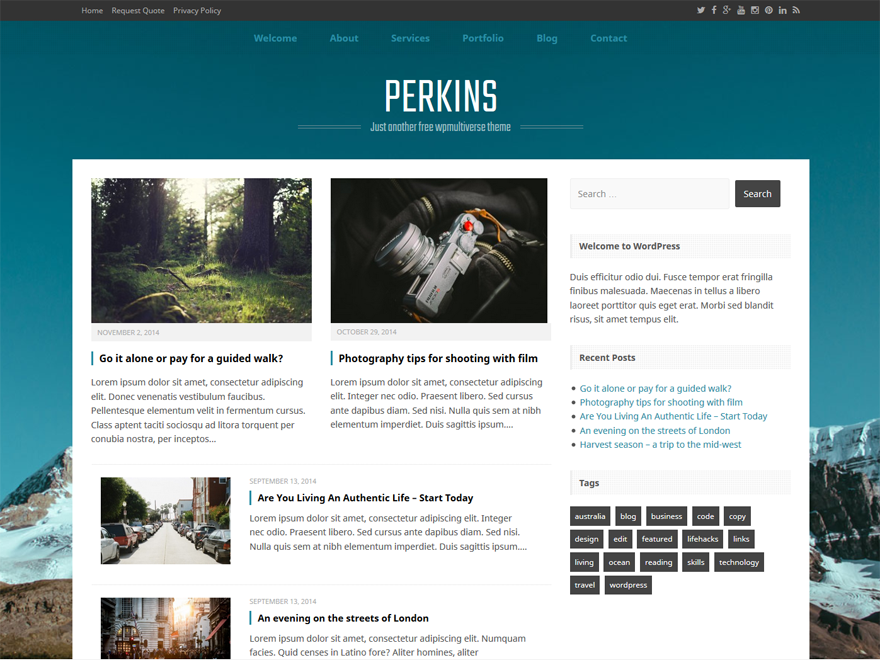 Home Request Quote Privacy Policy
Welcome About Services Portfolio Blog Contact
PERKINS
Just another free wpmultiverse theme
NOVEMBER 2, 2014
Go it alone or pay for a guided walk?
Lorem ipsum dolor sit amet, consectetur adipiscing
elit. Donec venenatis vestibulum faucibus.
Pellentesque elementum velit in fermentum cursus.
Class aptent taciti sociosqu ad litora torquent per
conubia nostra, per inceptos...
OCTOBER 29, 2014
Photography tips for shooting with film
Lorem ipsum dolor sit amet, consectetur adipiscing
elit. Integer nec odio. Praesent libero. Sed cursus
ante dapibus diam. Sed nisi. Nulla quis sem at nibh
elementum imperdiet. Duis sagittis ipsum....
SEPTEMBER 13, 2014
Are You Living An Authentic Life – Start Today
Lorem ipsum dolor sit amet, consectetur adipiscing elit. Integer
nec odio. Praesent libero. Sed cursus ante dapibus diam. Sed nisi.
Nulla quis sem at nibh elementum imperdiet. Duis sagittis ipsum....
SEPTEMBER 13, 2014
An evening on the streets of London
Lorem ipsum dolor sit amet, consectetur adipiscing elit. Numquam
facies. Quid censes in Latino fore? Aliter homines, aliter
Search ...
Search
Welcome to WordPress
Duis efficitur odio dui. Fusce tempor erat fringilla
finibus malesuada. Maecenas in tellus a libero
laoreet porttitor quis eget erat. Morbi sed blandit
risus, sit amet tempus elit.
Recent Posts
Go it alone or pay for a guided walk?
Photography tips for shooting with film
Are You Living An Authentic Life – Start Today
An evening on the streets of London
Harvest season – a trip to the mid-west
Tags
australia blog business code copy
design edit featured lifehacks links
living ocean reading skills technology
travel wordpress